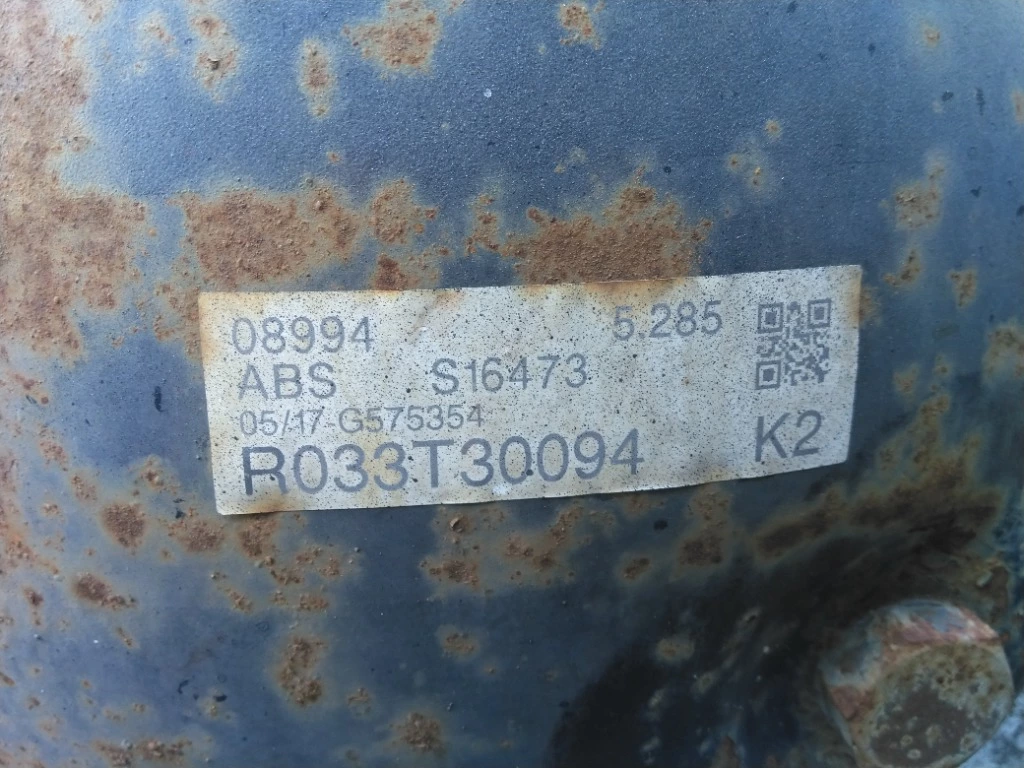 08994 5.285
ABS S16473
05/17-G575354
R033T30094 K2